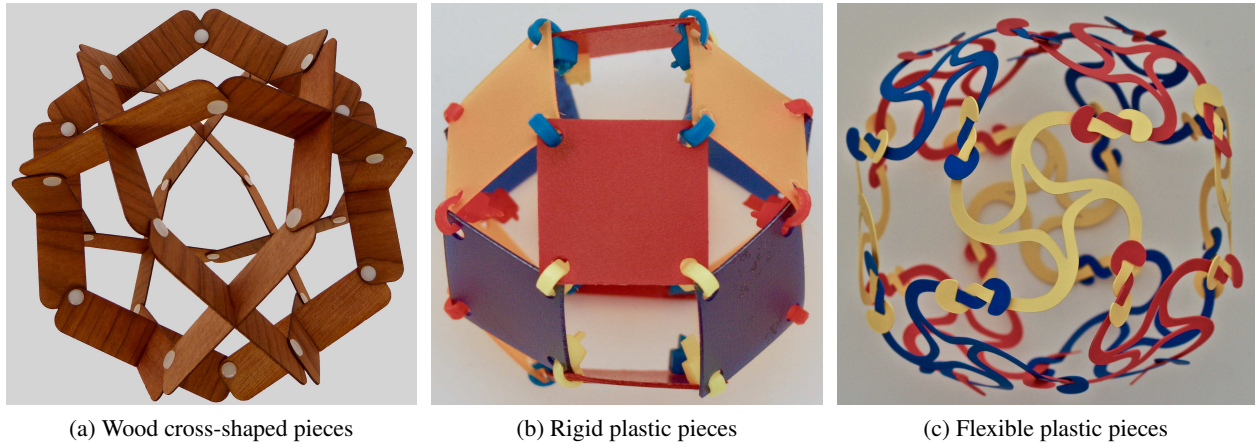 (a) Wood cross-shaped pieces
(b) Rigid plastic pieces
(c) Flexible plastic pieces